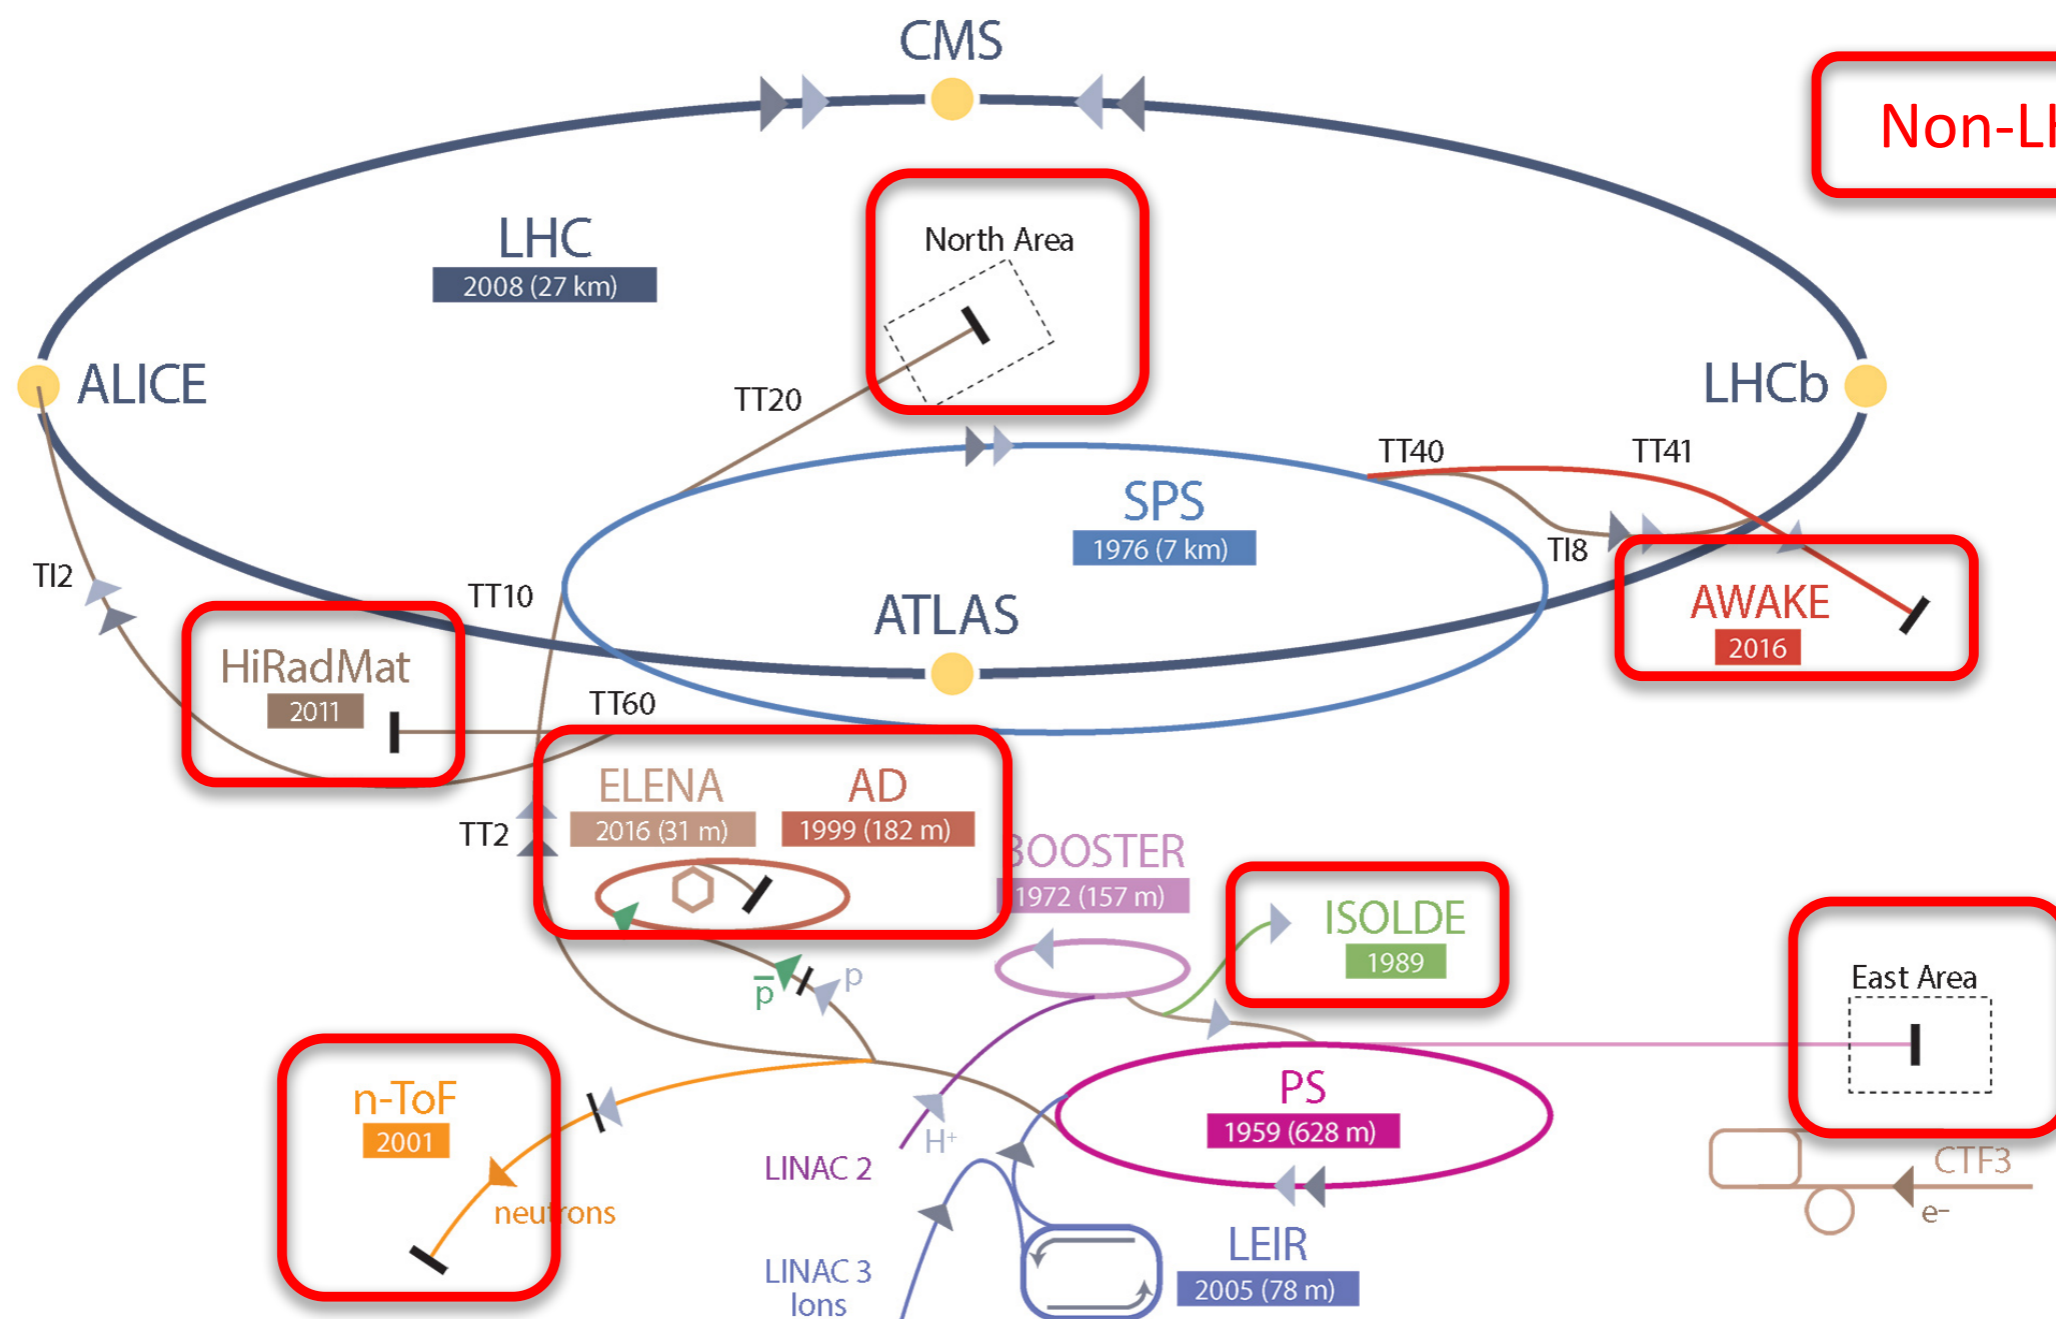 CMS
Non-LH
North Area
LHC
2008 (27 km)
ALICE
LHCb
TT20
TT40
TT41
SPS
1976 (7 km)
TI8
TI2
TT10
ATLAS
AWAKE
2016
HiRadMat
2011
TT60
ELENA
2016 (31 m)
AD
1999 (182 m)
TT2
BOOSTER
1972 (157 m)
ISOLDE
1989
East Area
p̅
p
n-ToF
2001
neutrons
H⁺
LINAC 2
PS
1959 (628 m)
CTF3
e⁻
LEIR
2005 (78 m)
LINAC 3
Ions